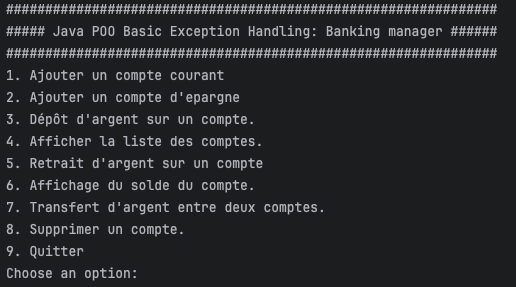 ###############################################################
##### Java POO Basic Exception Handling: Banking manager ######
###############################################################
1. Ajouter un compte courant
2. Ajouter un compte d'epargne
3. Dépôt d'argent sur un compte.
4. Afficher la liste des comptes.
5. Retrait d'argent sur un compte
6. Affichage du solde du compte.
7. Transfert d'argent entre deux comptes.
8. Supprimer un compte.
9. Quitter
Choose an option: